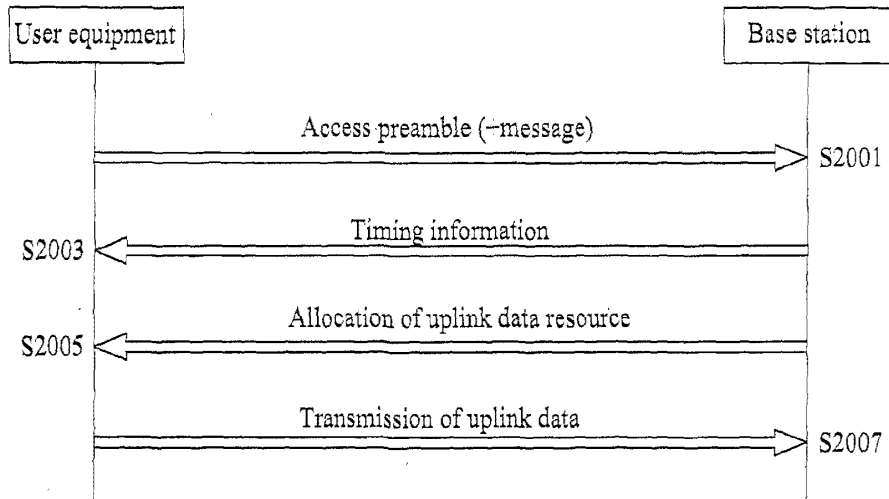 User equipment
Base station
Access preamble (-message)
S2001
Timing information
S2003
Allocation of uplink data resource
S2005
Transmission of uplink data
S2007